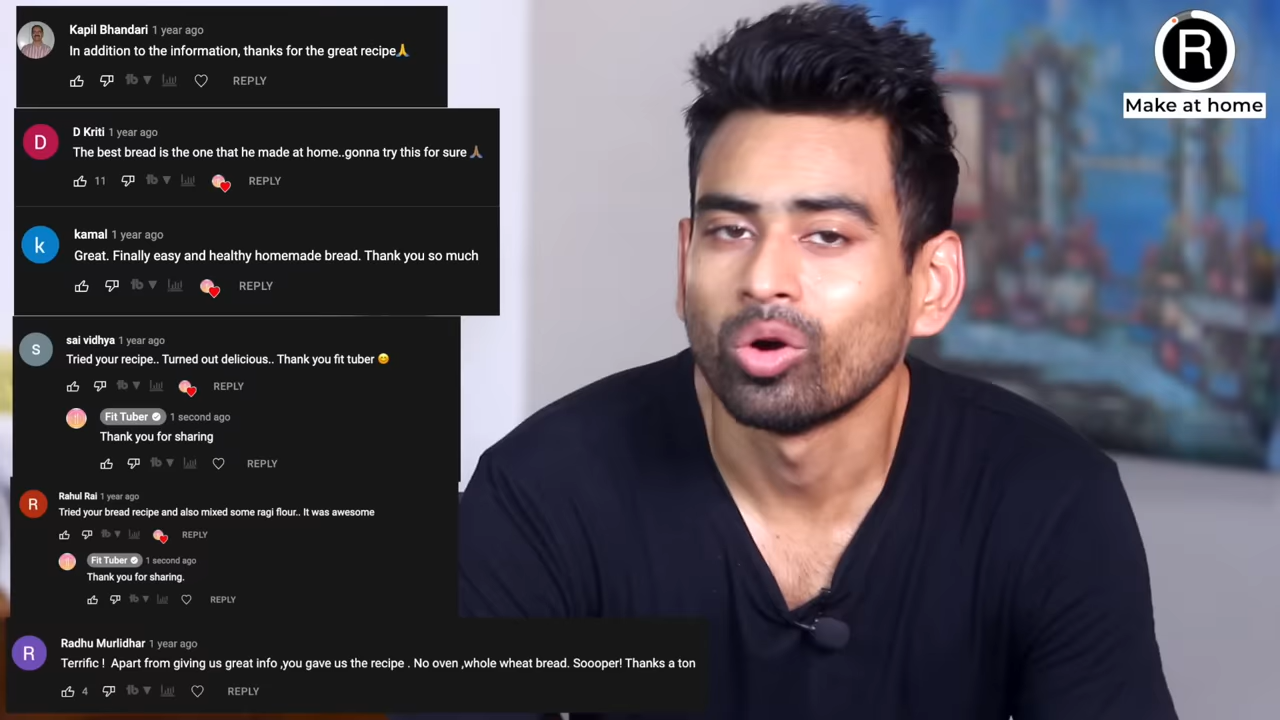 Kapil Bhandari 1 year ago
In addition to the information, thanks for the great recipe🙏
REPLY
D
D Kriti 1 year ago
The best bread is the one that he made at home..gonna try this for sure 🙏🏽
11 REPLY
k
kamal 1 year ago
Great. Finally easy and healthy homemade bread. Thank you so much
REPLY
S
sai vidhya 1 year ago
Tried your recipe.. Turned out delicious.. Thank you fit tuber 😊
REPLY
Fit Tuber 1 second ago
Thank you for sharing
REPLY
R
Rahul Rai 1 year ago
Tried your bread recipe and also mixed some ragi flour.. It was awesome
REPLY
Fit Tuber 1 second ago
Thank you for sharing.
REPLY
R
Radhu Murlidhar 1 year ago
Terrific ! Apart from giving us great info ,you gave us the recipe . No oven ,whole wheat bread. Soooper! Thanks a ton
4 REPLY
R
Make at home